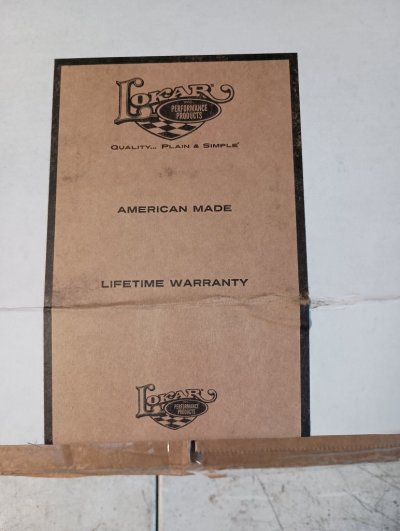 LOKAR
PERFORMANCE
PRODUCTS
QUALITY... PLAIN & SIMPLE
AMERICAN MADE
LIFETIME WARRANTY
LOKAR
PERFORMANCE
PRODUCTS